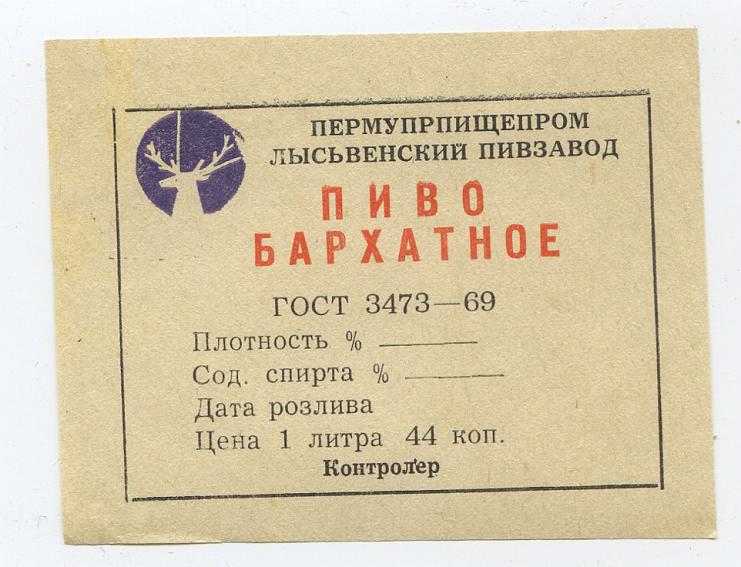 ПЕРМУПРПИЩЕПРОМ
ЛЫСЬВЕНСКИЙ ПИВЗАВОД
ПИВО
БАРХАТНОЕ
ГОСТ 3473—69
Плотность %
Сод. спирта %
Дата розлива
Цена 1 литра 44 коп.
Контролер